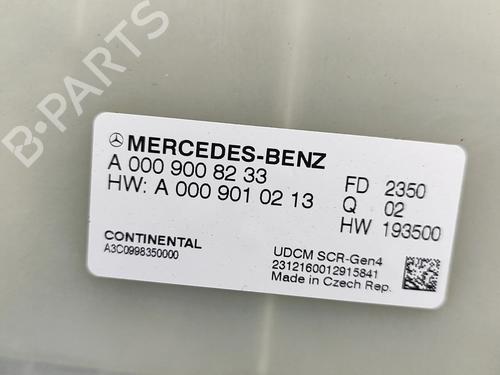 B-PARTS
MERCEDES-BENZ
A 000 900 82 33
HW: A 000 901 02 13
FD 2350
Q 02
HW 193500
CONTINENTAL
A3C0998350000
UDCM SCR-Gen4
2312160012915841
Made in Czech Rep.